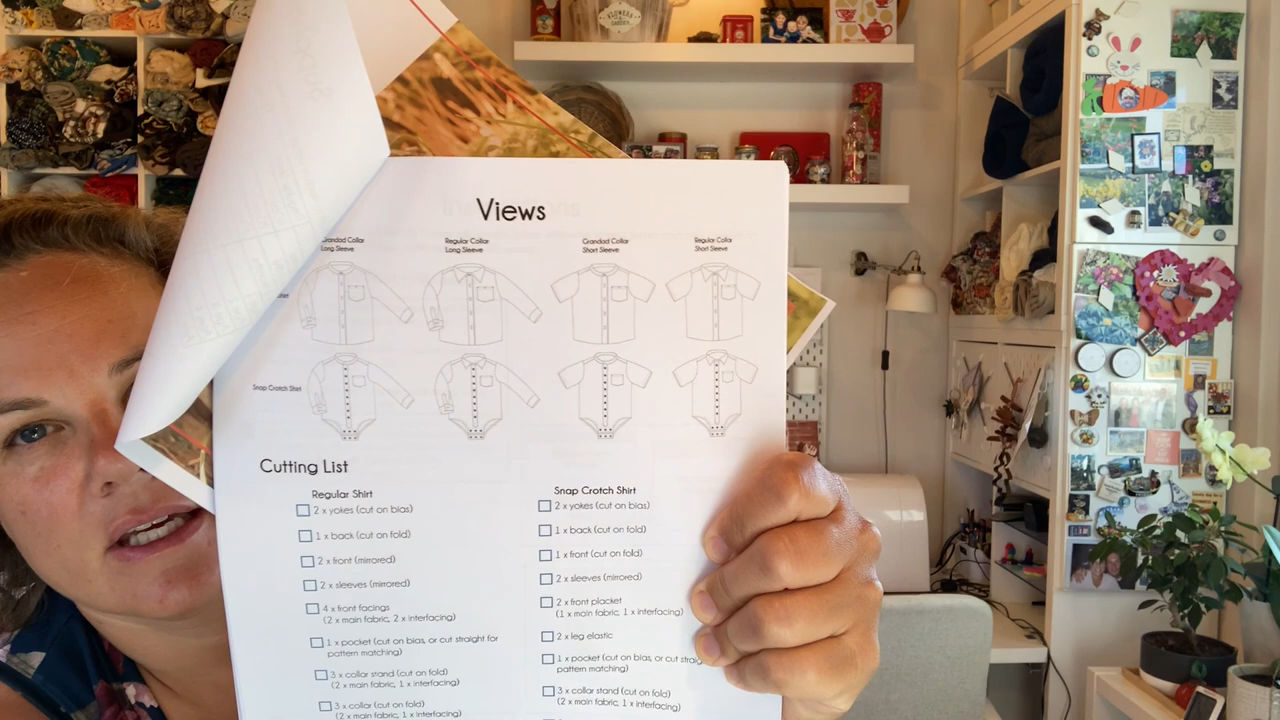 Views
Grandad Collar
Long Sleeve
Regular Collar
Long Sleeve
Grandad Collar
Short Sleeve
Regular Collar
Short Sleeve
Snap Crotch Shirt
Cutting List
Regular Shirt
2 x yokes (cut on bias)
1 x back (cut on fold)
2 x front (mirrored)
2 x sleeves (mirrored)
4 x front facings
(2 x main fabric, 2 x interfacing)
1 x pocket (cut on bias, or cut straight for
pattern matching)
3 x collar stand (cut on fold)
(2 x main fabric, 1 x interfacing)
3 x collar (cut on fold)
(2 x main fabric, 1 x interfacing)
Snap Crotch Shirt
2 x yokes (cut on bias)
1 x back (cut on fold)
1 x front (cut on fold)
2 x sleeves (mirrored)
2 x front placket
(1 x main fabric, 1 x interfacing)
2 x leg elastic
1 x pocket (cut on bias, or cut straig
pattern matching)
3 x collar stand (cut on fold)
(2 x main fabric, 1 x interfacing)